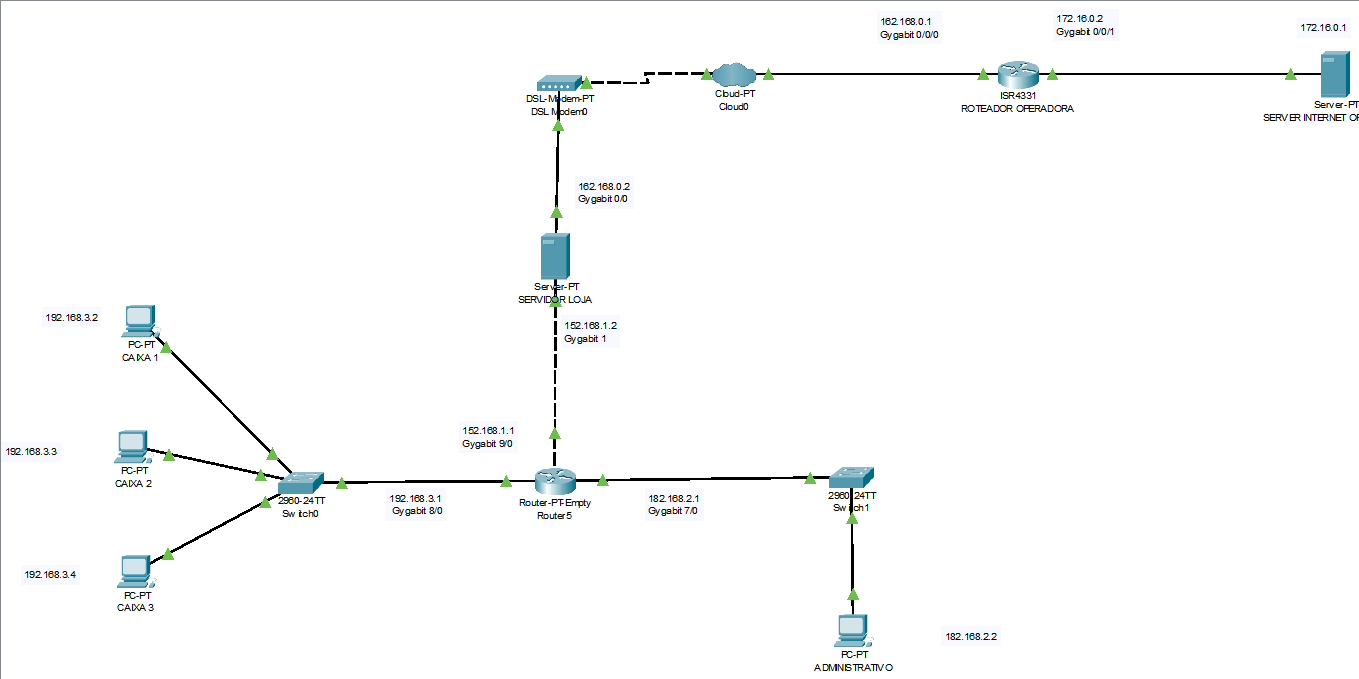 162.168.0.1
Gygabit 0/0/0
172.16.0.2
Gygabit 0/0/1
172.16.0.1
DSL-Modem-PT
DSL Modem0
Cloud-PT
Cloud0
ISR4331
ROTEADOR OPERADORA
Server-PT
SERVER INTERNET OF
162.168.0.2
Gygabit 0/0
Server-PT
SERVIDOR LOJA
152.168.1.2
Gygabit 1
192.168.3.2
PC-PT
CAIXA 1
152.168.1.1
Gygabit 9/0
192.168.3.3
PC-PT
CAIXA 2
2960-24TT
Switch0
192.168.3.1
Gygabit 8/0
Router-PT-Empty
Router5
182.168.2.1
Gygabit 7/0
2960-24TT
Switch1
192.168.3.4
PC-PT
CAIXA 3
182.168.2.2
PC-PT
ADMINISTRATIVO